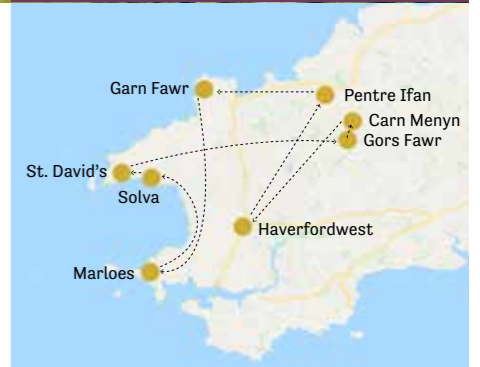 Garn Fawr
Pentre Ifan
Carn Menyn
Gors Fawr
St. David's
Solva
Haverfordwest
Marloes